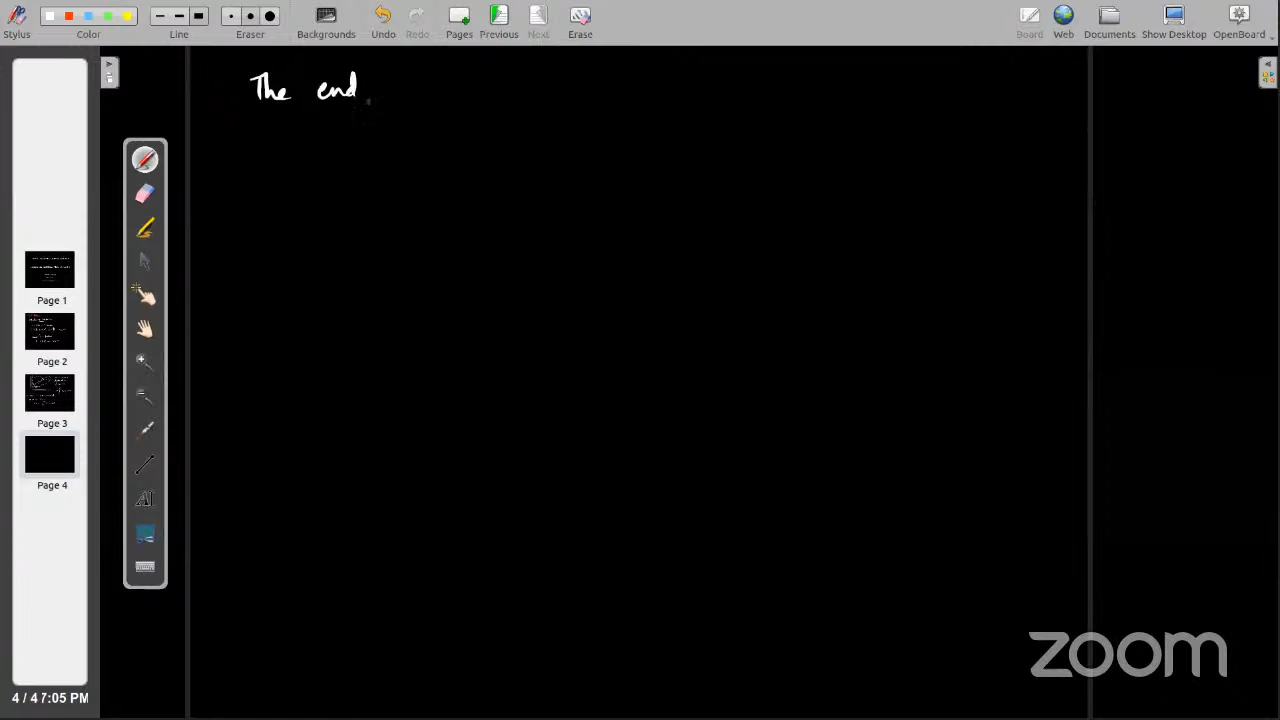 Stylus Color Line Eraser Backgrounds Undo Redo Pages Previous Next Erase Board Web Documents Show Desktop OpenBoard
The end
Page 1
Page 2
Page 3
Page 4
4 / 4 7:05 PM
zoom